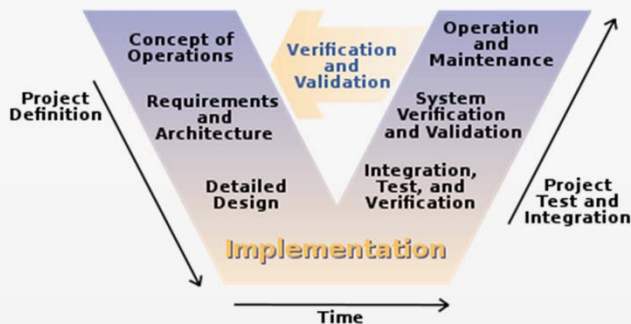 Concept of
Operations
Verification
and
Validation
Operation
and
Maintenance
Project
Definition
Requirements
and
Architecture
System
Verification
and Validation
Detailed
Design
Integration,
Test, and
Verification
Project
Test and
Integration
Implementation
Time